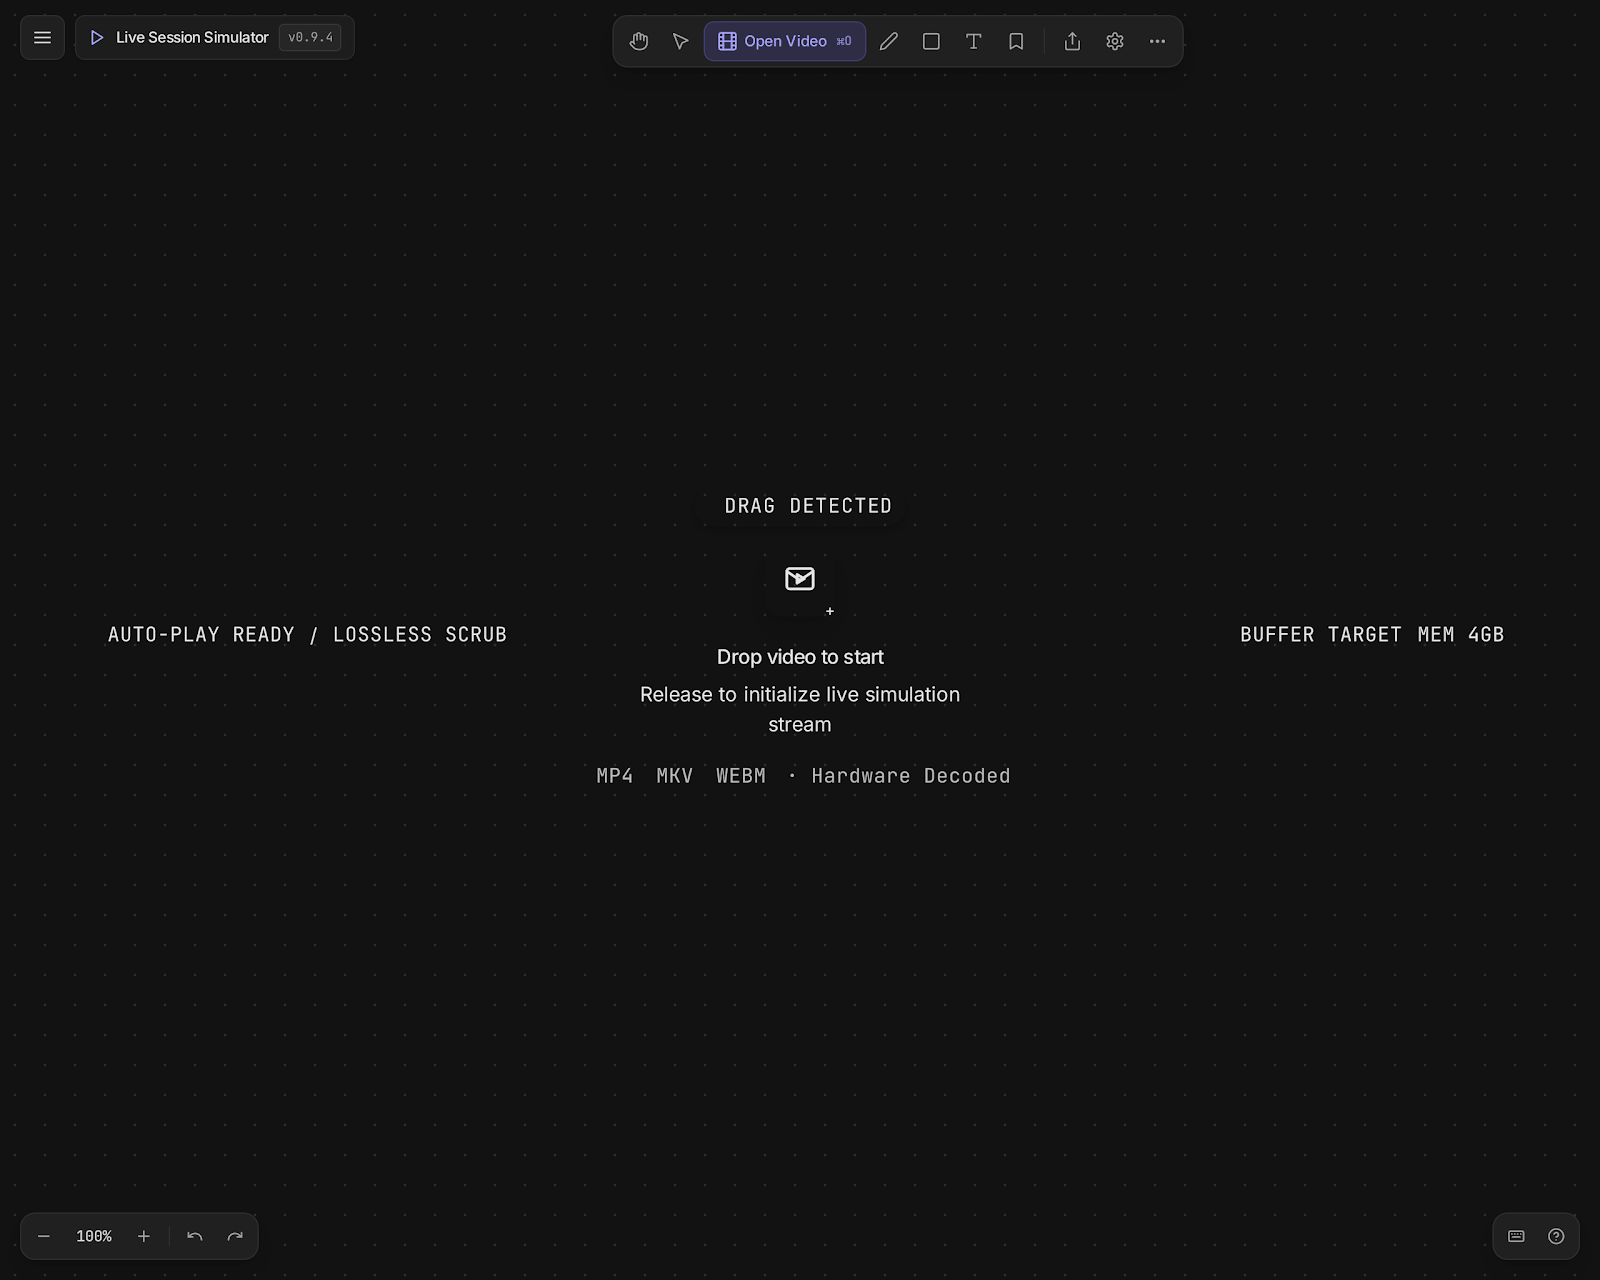 Live Session Simulator v0.9.4
Open Video ⌘O
DRAG DETECTED
AUTO-PLAY READY / LOSSLESS SCRUB
BUFFER TARGET MEM 4GB
Drop video to start
Release to initialize live simulation
stream
MP4 MKV WEBM · Hardware Decoded
100%